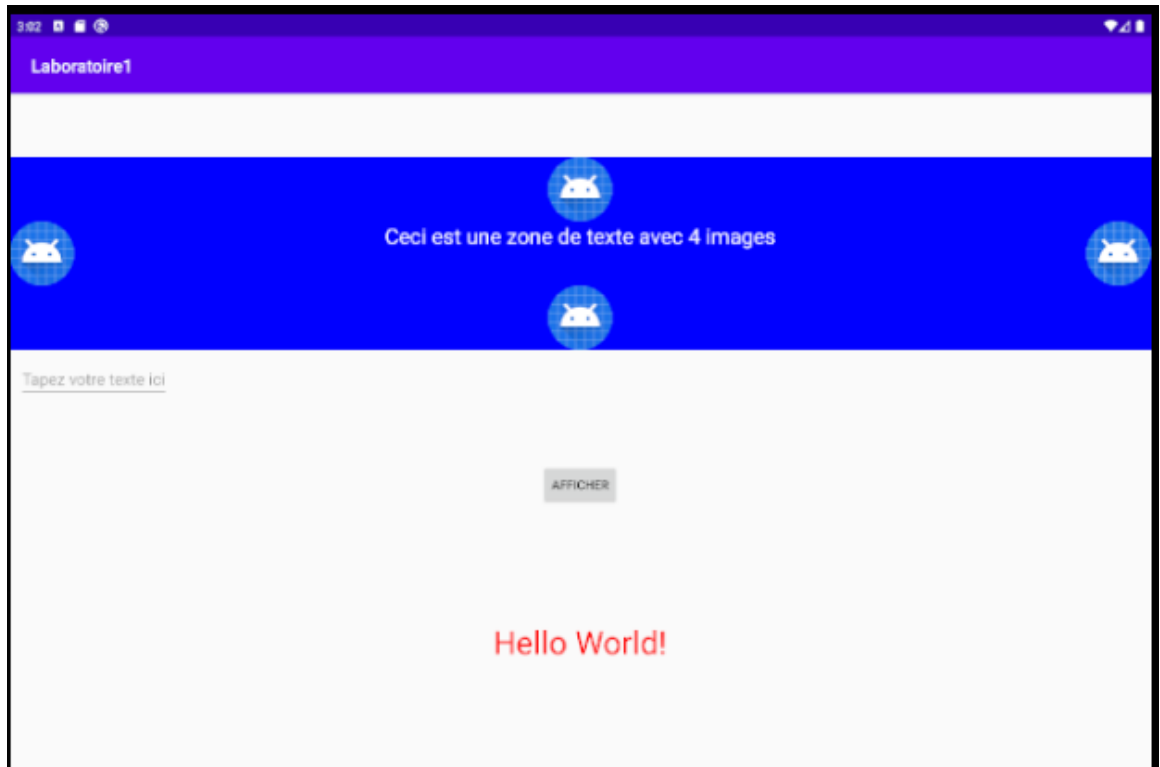 3:02
Laboratoire1
Ceci est une zone de texte avec 4 images
Tapez votre texte ici
AFFICHER
Hello World!